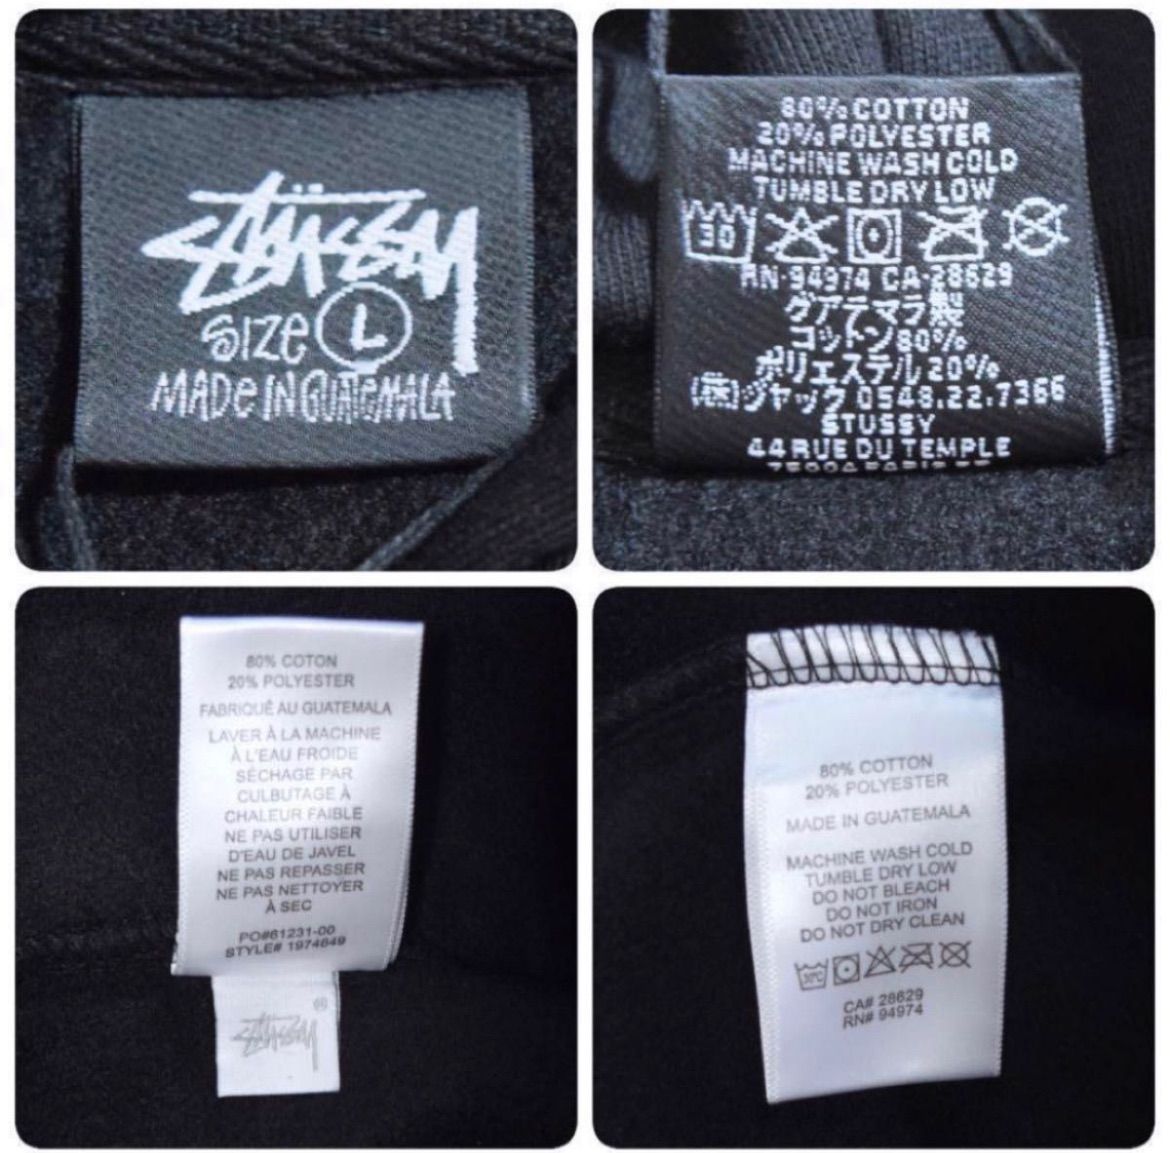 STÜSSY
SIZE L
MADE IN GUATEMALA
80% COTTON
20% POLYESTER
MACHINE WASH COLD
TUMBLE DRY LOW
30
RN-94974 CA-28629
グアテマラ製
コットン80%
ポリエステル20%
(株)ジャック 0548.22.7366
STUSSY
44 RUE DU TEMPLE
80% COTON
20% POLYESTER
FABRIQUÉ AU GUATEMALA
LAVER À LA MACHINE
À L'EAU FROIDE
SÉCHAGE PAR
CULBUTAGE À
CHALEUR FAIBLE
NE PAS UTILISER
D'EAU DE JAVEL
NE PAS REPASSER
NE PAS NETTOYER
À SEC
PO#61231-00
STYLE# 1974649
®
STÜSSY
80% COTTON
20% POLYESTER
MADE IN GUATEMALA
MACHINE WASH COLD
TUMBLE DRY LOW
DO NOT BLEACH
DO NOT IRON
DO NOT DRY CLEAN
30°C
CA# 28629
RN# 94974